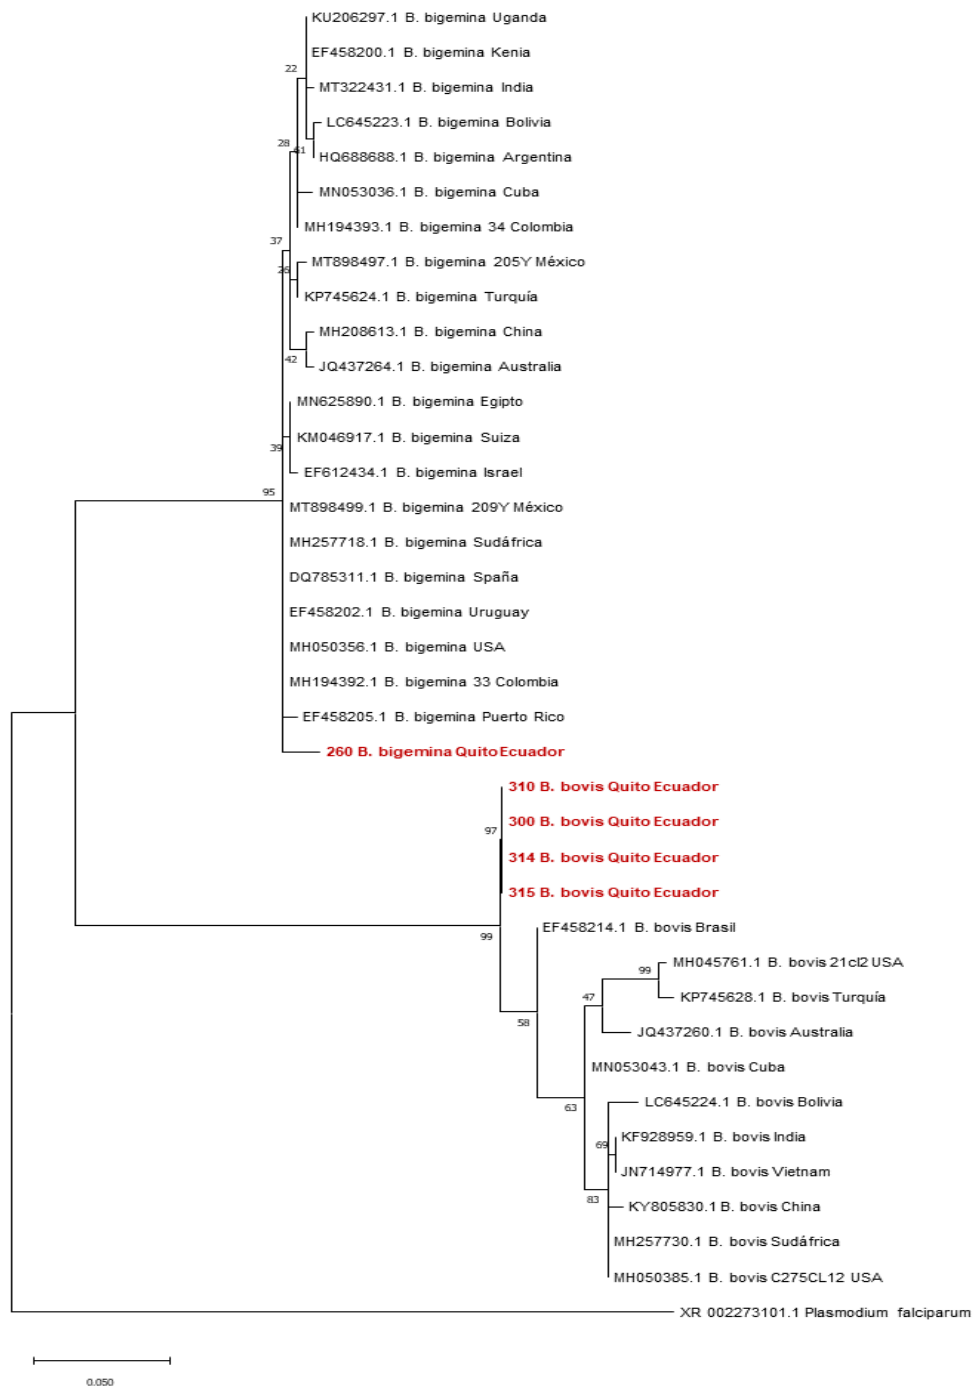 KU206297.1 B. bigemina Uganda
EF458200.1 B. bigemina Kenia
22
MT322431.1 B. bigemina India
LC645223.1 B. bigemina Bolivia
28
61
HQ688688.1 B. bigemina Argentina
MN053036.1 B. bigemina Cuba
MH194393.1 B. bigemina 34 Colombia
37
MT898497.1 B. bigemina 205Y México
26
KP745624.1 B. bigemina Turquía
MH208613.1 B. bigemina China
42
JQ437264.1 B. bigemina Australia
MN625890.1 B. bigemina Egipto
KM046917.1 B. bigemina Suiza
39
EF612434.1 B. bigemina Israel
95
MT898499.1 B. bigemina 209Y México
MH257718.1 B. bigemina Sudáfrica
DQ785311.1 B. bigemina Spaña
EF458202.1 B. bigemina Uruguay
MH050356.1 B. bigemina USA
MH194392.1 B. bigemina 33 Colombia
EF458205.1 B. bigemina Puerto Rico
260 B. bigemina Quito Ecuador
310 B. bovis Quito Ecuador
300 B. bovis Quito Ecuador
97
314 B. bovis Quito Ecuador
315 B. bovis Quito Ecuador
EF458214.1 B. bovis Brasil
99
MH045761.1 B. bovis 21cl2 USA
99
KP745628.1 B. bovis Turquía
47
58
JQ437260.1 B. bovis Australia
MN053043.1 B. bovis Cuba
LC645224.1 B. bovis Bolivia
63
KF928959.1 B. bovis India
69
JN714977.1 B. bovis Vietnam
83
KY805830.1 B. bovis China
MH257730.1 B. bovis Sudáfrica
MH050385.1 B. bovis C275CL12 USA
XR 002273101.1 Plasmodium falciparum
0.050